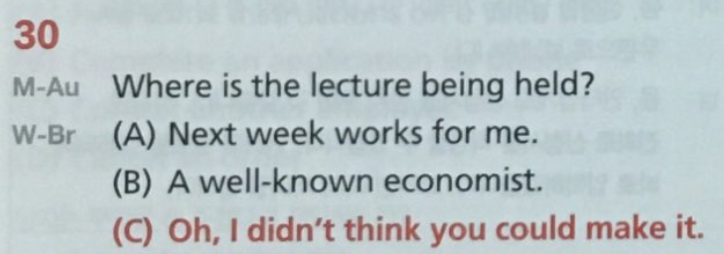 30
M-Au Where is the lecture being held?
W-Br (A) Next week works for me.
(B) A well-known economist.
(C) Oh, I didn't think you could make it.